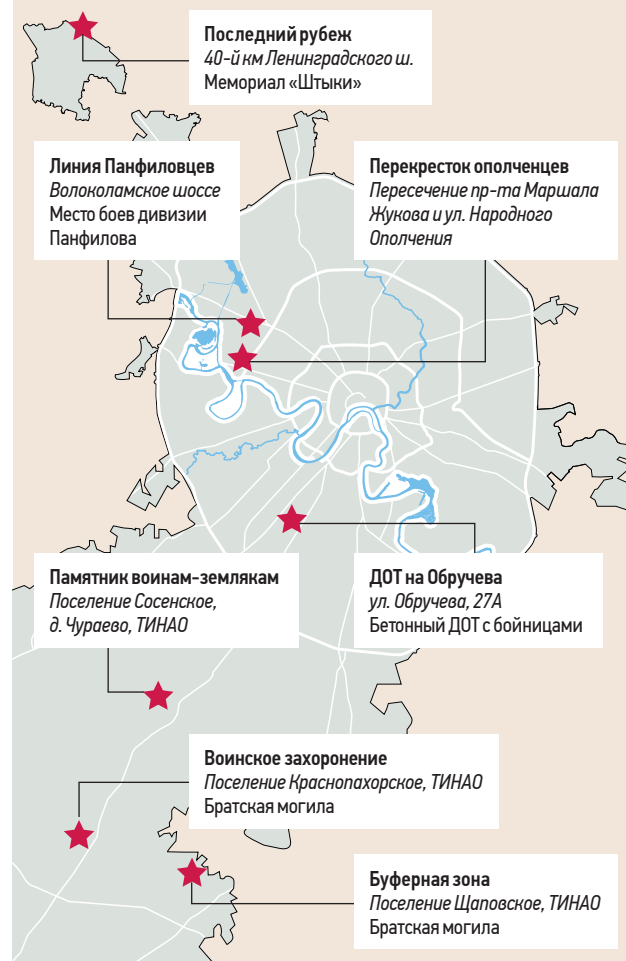 Последний рубеж
40-й км Ленинградского ш.
Мемориал «Штыки»
Линия Панфиловцев
Волоколамское шоссе
Место боев дивизии
Панфилова
Перекресток ополченцев
Пересечение пр-та Маршала
Жукова и ул. Народного
Ополчения
Памятник воинам-землякам
Поселение Сосенское,
д. Чураево, ТИНАО
ДОТ на Обручева
ул. Обручева, 27А
Бетонный ДОТ с бойницами
Воинское захоронение
Поселение Краснопахорское, ТИНАО
Братская могила
Буферная зона
Поселение Щаповское, ТИНАО
Братская могила